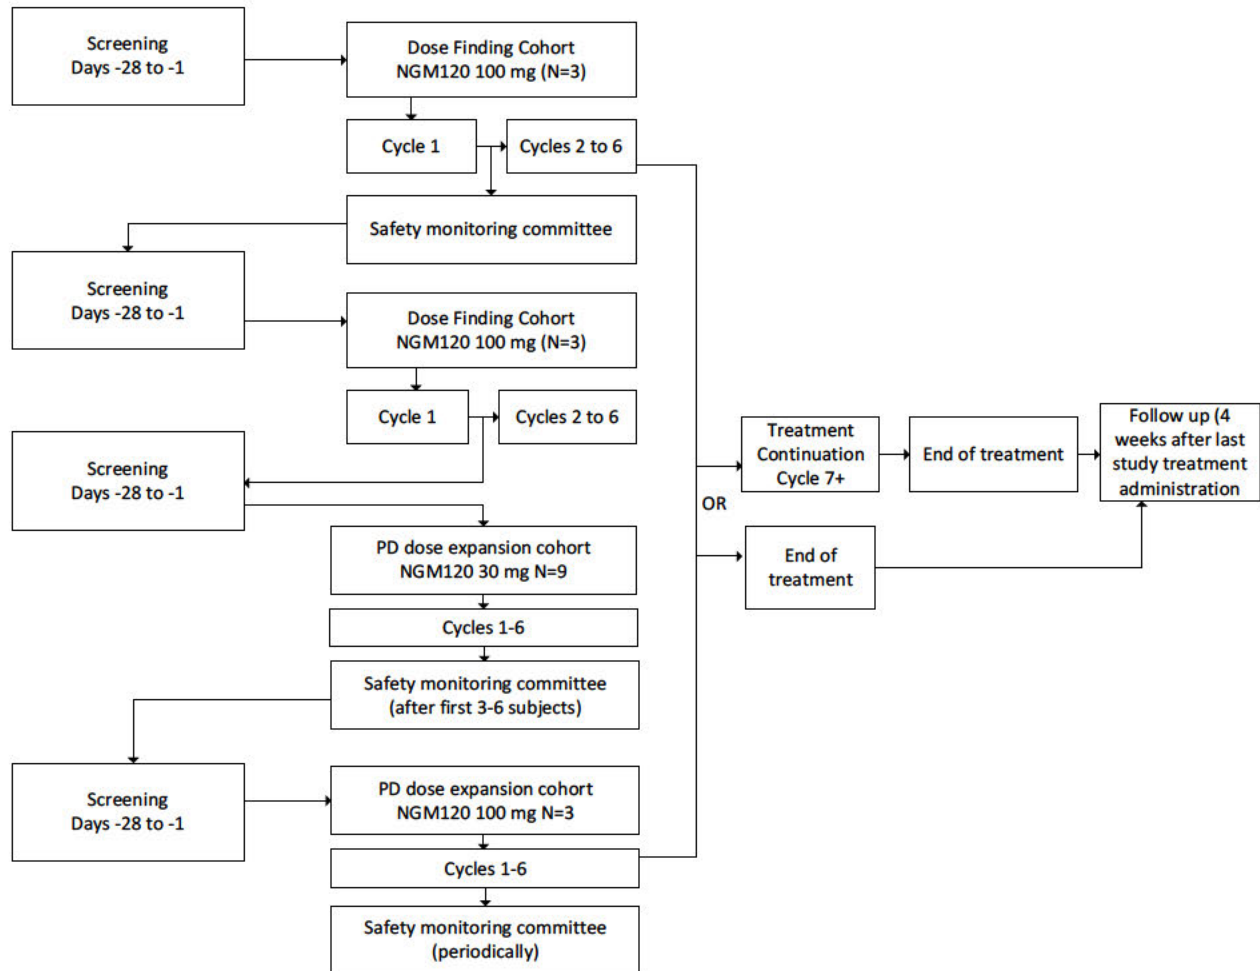 Screening
Days -28 to -1
Dose Finding Cohort
NGM120 100 mg (N=3)
Cycle 1
Cycles 2 to 6
Safety monitoring committee
Screening
Days -28 to -1
Dose Finding Cohort
NGM120 100 mg (N=3)
Cycle 1
Cycles 2 to 6
Screening
Days -28 to -1
PD dose expansion cohort
NGM120 30 mg N=9
Cycles 1-6
Safety monitoring committee
(after first 3-6 subjects)
Screening
Days -28 to -1
PD dose expansion cohort
NGM120 100 mg N=3
Cycles 1-6
Safety monitoring committee
(periodically)
Treatment
Continuation
Cycle 7+
End of treatment
Follow up (4
weeks after last
study treatment
administration
OR
End of
treatment